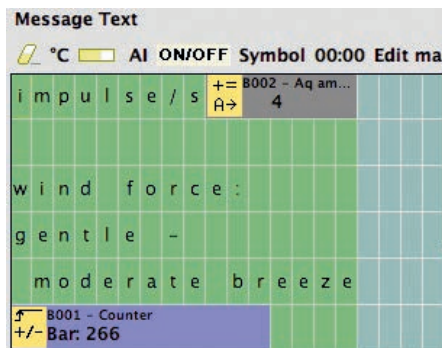 Message Text
°C AI ON/OFF Symbol 00:00 Edit ma
impulse/s += A→ B002 - Aq am... 4
wind force:
gentle -
moderate breeze
+/- B001 - Counter
Bar: 266